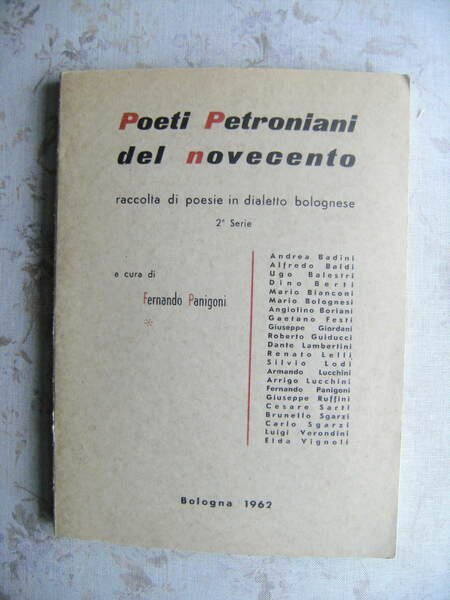 Poeti Petroniani
del novecento
raccolta di poesie in dialetto bolognese
2ª Serie
a cura di
Fernando Panigoni
*
Andrea Badini
Alfredo Baldi
Ugo Balestri
Dino Berti
Mario Bianconi
Mario Bolognesi
Angiolino Boriani
Gaetano Festi
Giuseppe Giordani
Roberto Guiducci
Dante Lambertini
Renato Lelli
Silvio Lodi
Armando Lucchini
Arrigo Lucchini
Fernando Panigoni
Giuseppe Ruffini
Cesare Sarti
Brunello Sgarzi
Carlo Sgarzi
Luigi Verondini
Elda Vignoli
Bologna 1962